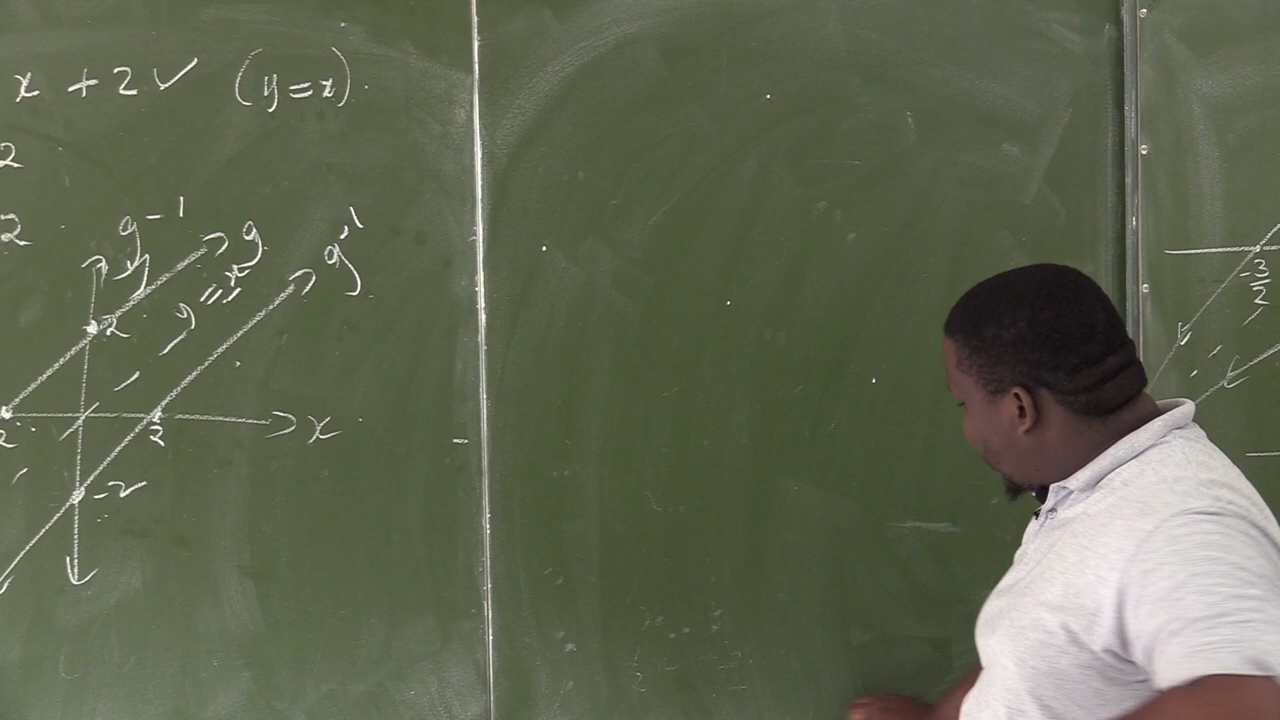 x + 2 ✓ (y = x).
2
2
g⁻¹
y
g
g⁻¹
y = x
2
2
2
x
-2
-3/2